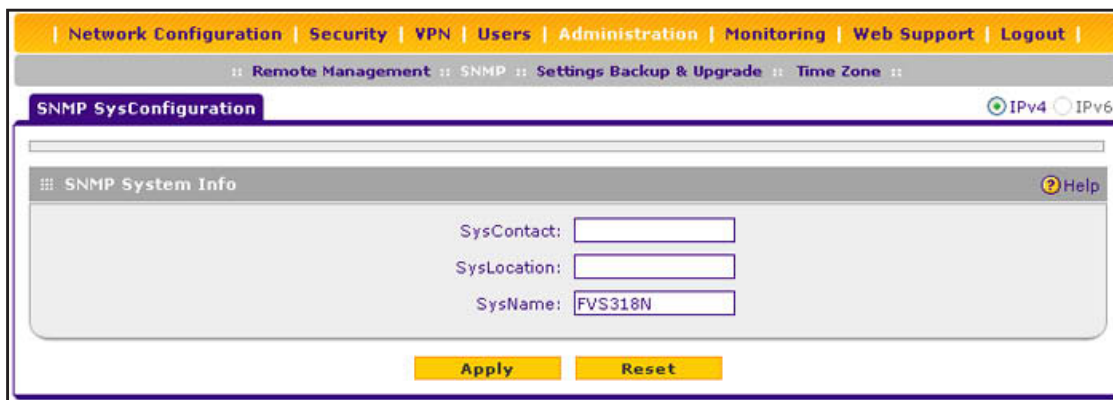 | Network Configuration | Security | VPN | Users | Administration | Monitoring | Web Support | Logout |
:: Remote Management :: SNMP :: Settings Backup & Upgrade :: Time Zone ::
SNMP SysConfiguration IPv4 IPv6
SNMP System Info ? Help
SysContact:
SysLocation:
SysName: FVS318N
Apply Reset